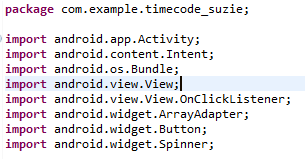 package com.example.timecode_suzie;
import android.app.Activity;
import android.content.Intent;
import android.os.Bundle;
import android.view.View;
import android.view.View.OnClickListener;
import android.widget.ArrayAdapter;
import android.widget.Button;
import android.widget.Spinner;